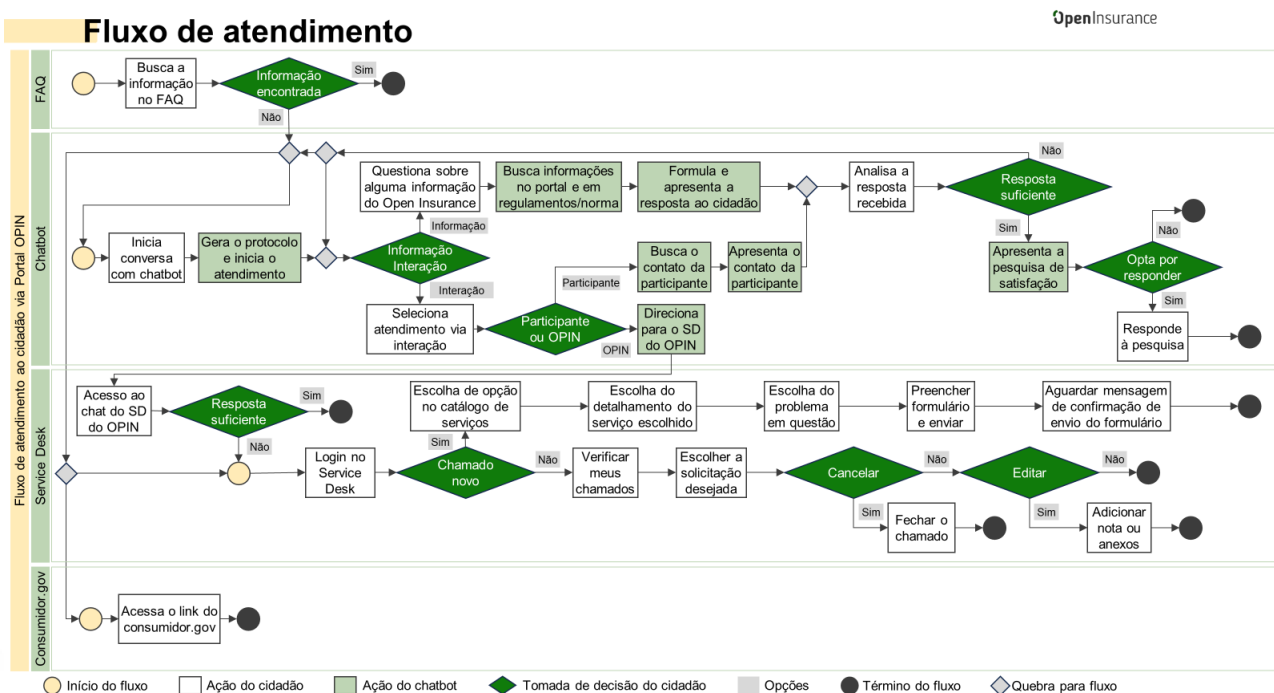 OpenInsurance
Fluxo de atendimento
Fluxo de atendimento ao cidadão via Portal OPIN
FAQ
Busca a
informação
no FAQ
Informação
encontrada
Sim
Não
Chatbot
Inicia
conversa
com chatbot
Gera o protocolo
e inicia o
atendimento
Informação
Interação
Informação
Questiona sobre
alguma informação
do Open Insurance
Busca informações
no portal e em
regulamentos/norma
Formula e
apresenta a
resposta ao cidadão
Analisa a
resposta
recebida
Resposta
suficiente
Não
Sim
Apresenta a
pesquisa de
satisfação
Opta por
responder
Não
Sim
Responde
à pesquisa
Interação
Seleciona
atendimento via
interação
Participante
ou OPIN
Participante
Busca o
contato da
participante
Apresenta o
contato da
participante
OPIN
Direciona
para o SD
do OPIN
Service Desk
Acesso ao
chat do SD
do OPIN
Resposta
suficiente
Sim
Não
Login no
Service
Desk
Chamado
novo
Sim
Escolha de opção
no catálogo de
serviços
Escolha do
detalhamento do
serviço escolhido
Escolha do
problema
em questão
Preencher
formulário
e enviar
Aguardar mensagem
de confirmação de
envio do formulário
Não
Verificar
meus
chamados
Escolher a
solicitação
desejada
Cancelar
Não
Sim
Fechar o
chamado
Editar
Não
Sim
Adicionar
nota ou
anexos
Consumidor.gov
Acessa o link do
consumidor.gov
Início do fluxo
Ação do cidadão
Ação do chatbot
Tomada de decisão do cidadão
Opções
Término do fluxo
Quebra para fluxo